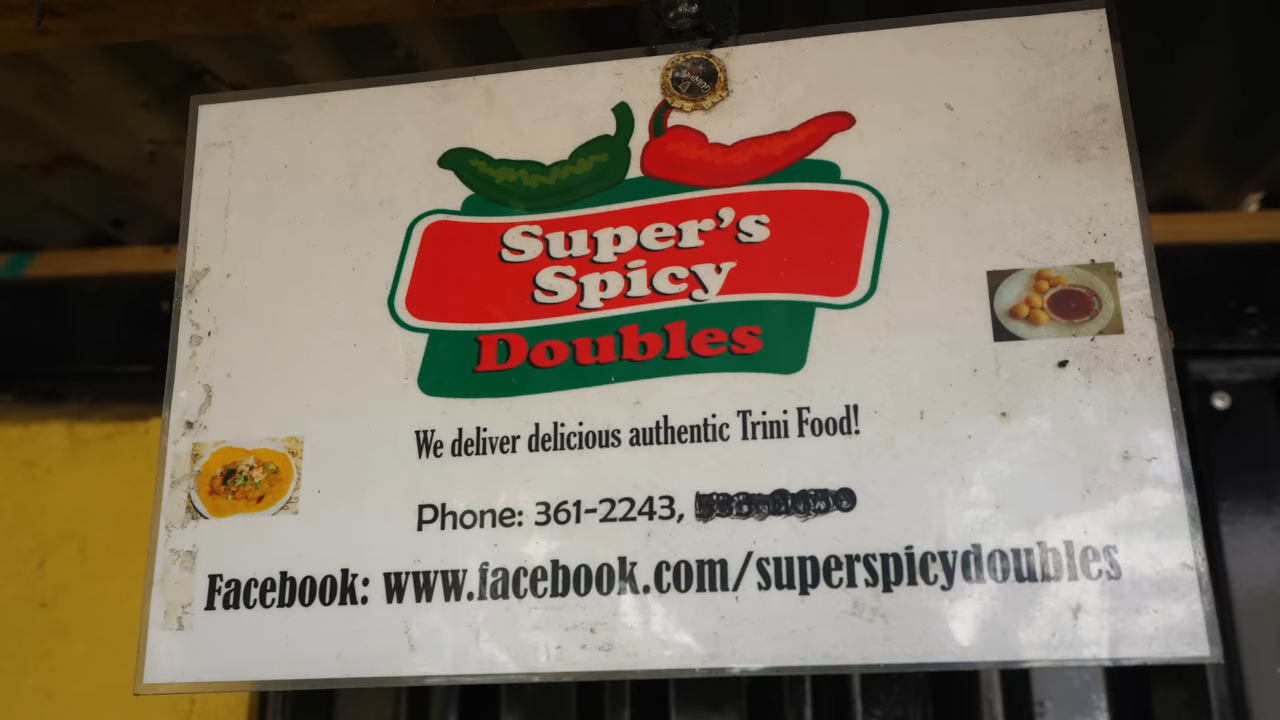 Super's
Spicy
Doubles
We deliver delicious authentic Trini Food!
Phone: 361-2243,
Facebook: www.facebook.com/superspicydoubles